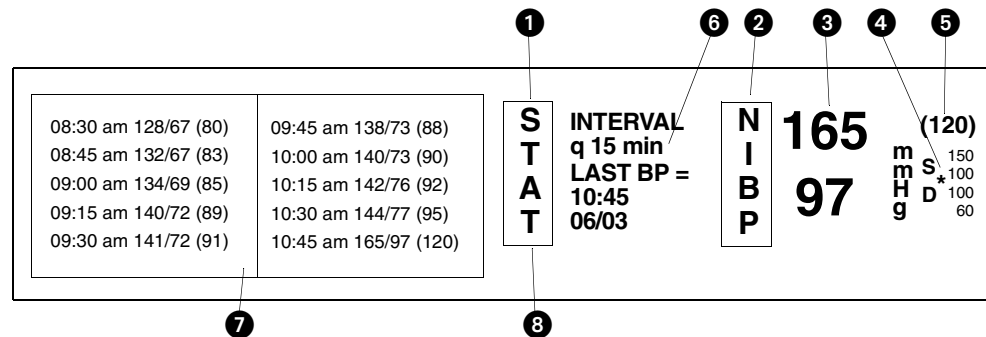 1 6 2 3 4 5
08:30 am 128/67 (80)
08:45 am 132/67 (83)
09:00 am 134/69 (85)
09:15 am 140/72 (89)
09:30 am 141/72 (91)
09:45 am 138/73 (88)
10:00 am 140/73 (90)
10:15 am 142/76 (92)
10:30 am 144/77 (95)
10:45 am 165/97 (120)
STAT
INTERVAL
q 15 min
LAST BP =
10:45
06/03
NIBP
165
97
mmHg
(120)
S 150
* 100
D 100
60
7 8